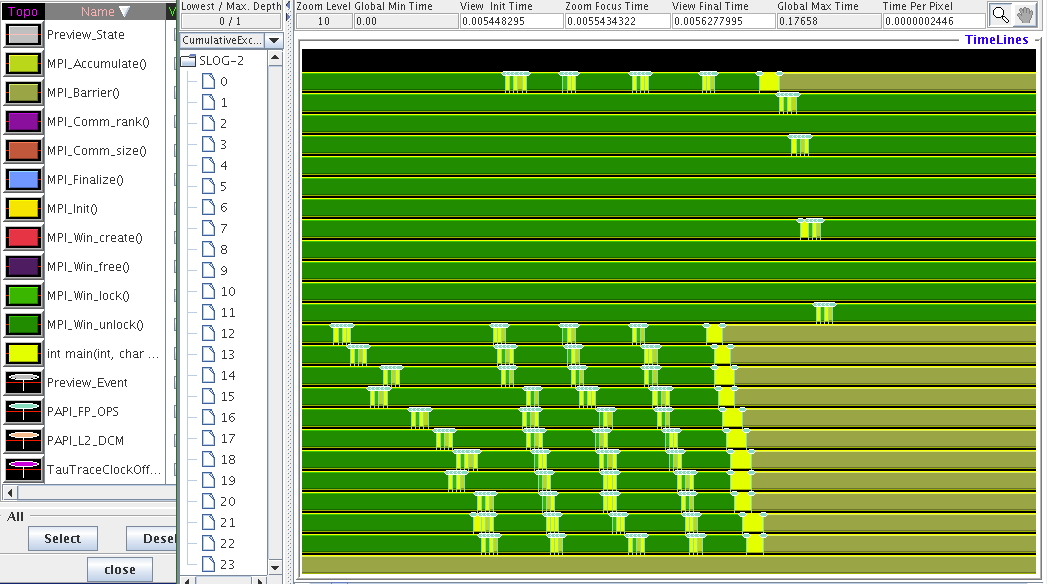 Topo Name V
Preview_State
MPI_Accumulate()
MPI_Barrier()
MPI_Comm_rank()
MPI_Comm_size()
MPI_Finalize()
MPI_Init()
MPI_Win_create()
MPI_Win_free()
MPI_Win_lock()
MPI_Win_unlock()
int main(int, char ...
Preview_Event
PAPI_FP_OPS
PAPI_L2_DCM
TauTraceClockOff...
All
Select Desel
close
Lowest / Max. Depth
0 / 1
CumulativeExc...
SLOG-2
0
1
2
3
4
5
6
7
8
9
10
11
12
13
14
15
16
17
18
19
20
21
22
23
Zoom Level Global Min Time View Init Time Zoom Focus Time View Final Time Global Max Time Time Per Pixel
10 0.00 0.005448295 0.0055434322 0.0056277995 0.17658 0.0000002446
TimeLines